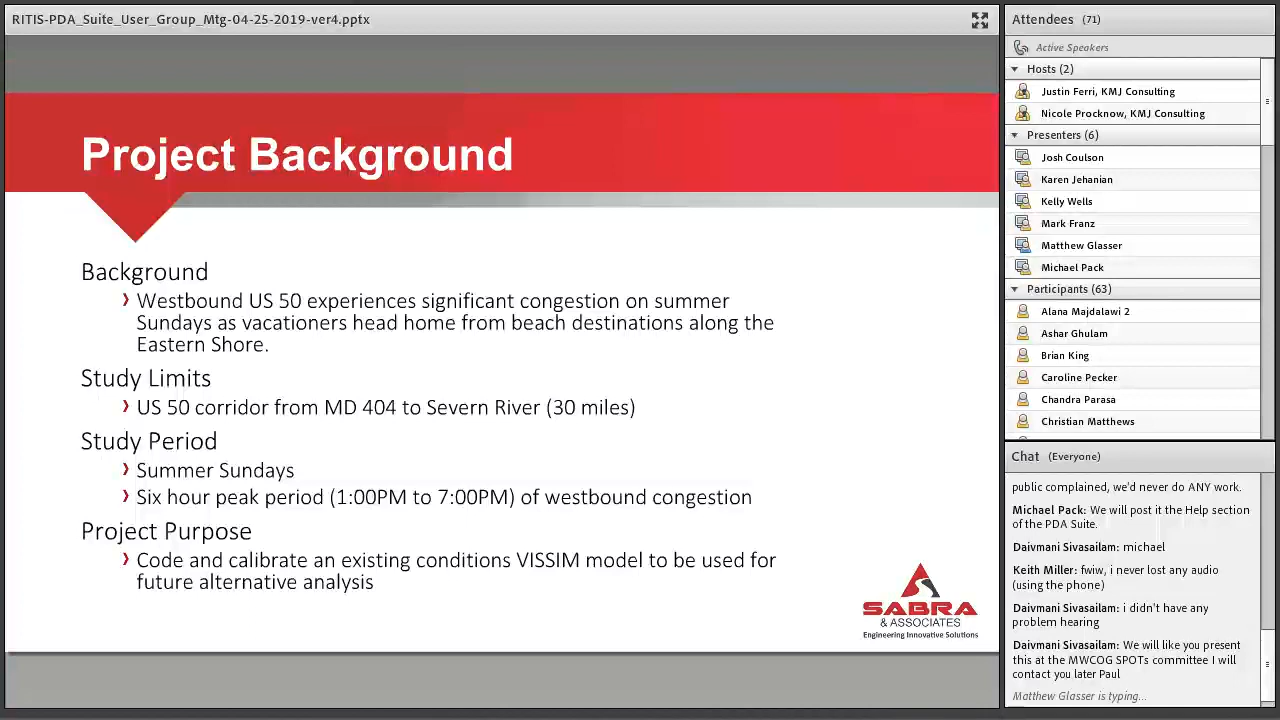 RITIS-PDA_Suite_User_Group_Mtg-04-25-2019-ver4.pptx
Project Background
Background
Westbound US 50 experiences significant congestion on summer
Sundays as vacationers head home from beach destinations along the
Eastern Shore.
Study Limits
US 50 corridor from MD 404 to Severn River (30 miles)
Study Period
Summer Sundays
Six hour peak period (1:00PM to 7:00PM) of westbound congestion
Project Purpose
Code and calibrate an existing conditions VISSIM model to be used for
future alternative analysis
SABRA
& ASSOCIATES
Engineering Innovative Solutions
Attendees (71)
Active Speakers
Hosts (2)
Justin Ferri, KMJ Consulting
Nicole Procknow, KMJ Consulting
Presenters (6)
Josh Coulson
Karen Jehanian
Kelly Wells
Mark Franz
Matthew Glasser
Michael Pack
Participants (63)
Alana Majdalawi 2
Ashar Ghulam
Brian King
Caroline Pecker
Chandra Parasa
Christian Matthews
Chat (Everyone)
public complained, we'd never do ANY work.
Michael Pack: We will post it the Help section
of the PDA Suite.
Daivmani Sivasailam: michael
Keith Miller: fwiw, i never lost any audio
(using the phone)
Daivmani Sivasailam: i didn't have any
problem hearing
Daivmani Sivasailam: We will like you present
this at the MWCOG SPOTs committee I will
contact you later Paul
Matthew Glasser is typing...